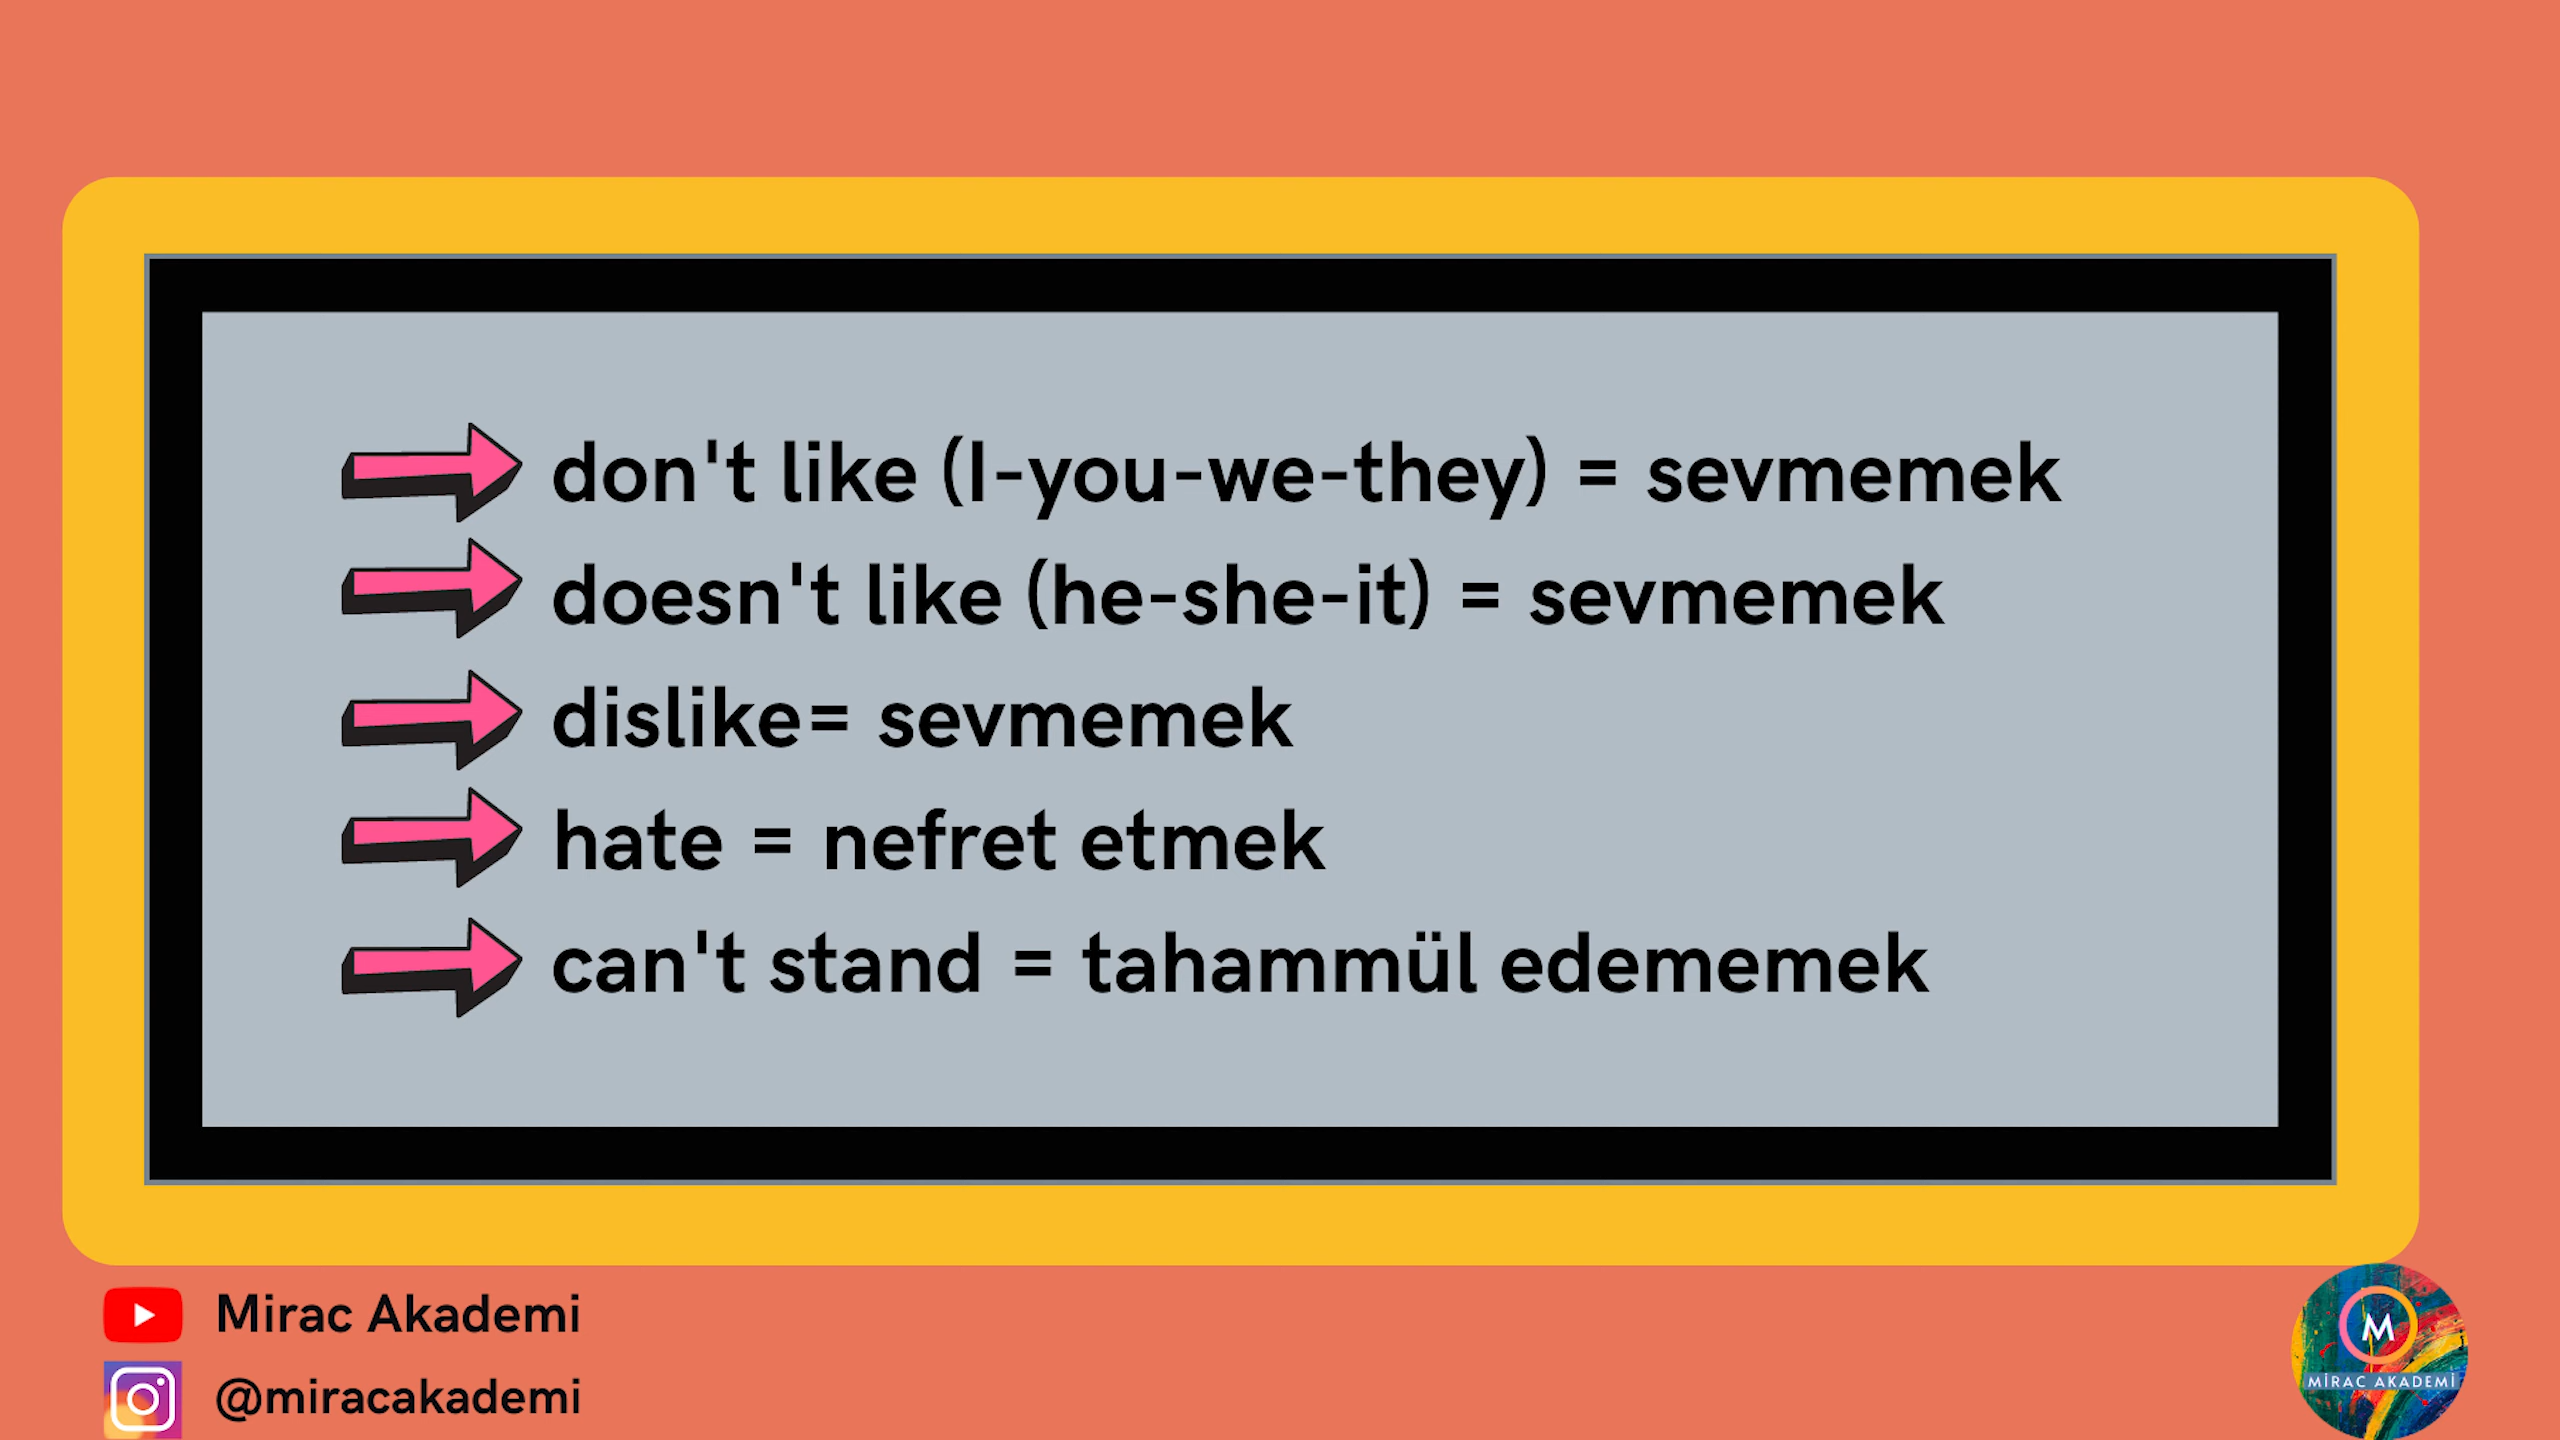 don't like (I-you-we-they) = sevmemek
doesn't like (he-she-it) = sevmemek
dislike= sevmemek
hate = nefret etmek
can't stand = tahammül edememek
Mirac Akademi
@miracakademi
M
MİRAC AKADEMİ